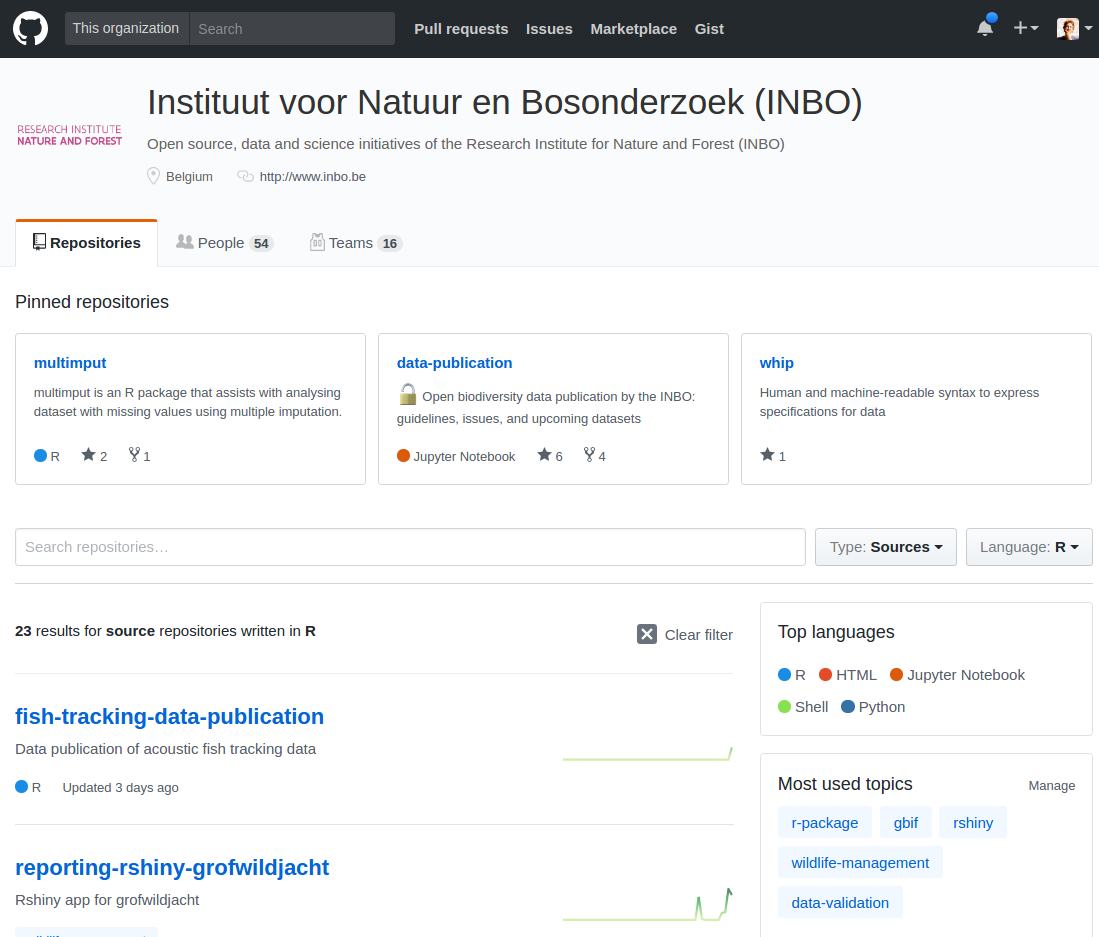 This organization Search Pull requests Issues Marketplace Gist
Instituut voor Natuur en Bosonderzoek (INBO)
RESEARCH INSTITUTE
NATURE AND FOREST
Open source, data and science initiatives of the Research Institute for Nature and Forest (INBO)
Belgium http://www.inbo.be
Repositories People 54 Teams 16
Pinned repositories
multimput
multimput is an R package that assists with analysing
dataset with missing values using multiple imputation.
R 2 1
data-publication
Open biodiversity data publication by the INBO:
guidelines, issues, and upcoming datasets
Jupyter Notebook 6 4
whip
Human and machine-readable syntax to express
specifications for data
1
Search repositories…
Type: Sources
Language: R
23 results for source repositories written in R
Clear filter
fish-tracking-data-publication
Data publication of acoustic fish tracking data
R Updated 3 days ago
reporting-rshiny-grofwildjacht
Rshiny app for grofwildjacht
Top languages
R HTML Jupyter Notebook
Shell Python
Most used topics Manage
r-package gbif rshiny
wildlife-management
data-validation